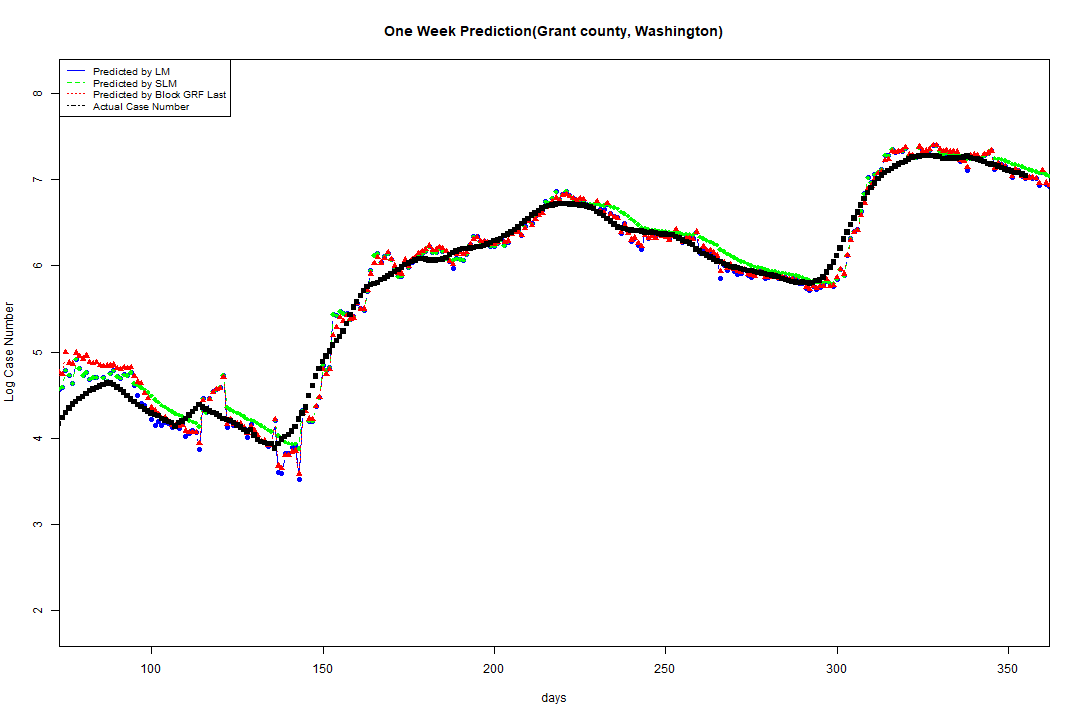 One Week Prediction(Grant county, Washington)
Predicted by LM
Predicted by SLM
Predicted by Block GRF Last
Actual Case Number
8
7
6
5
4
3
2
Log Case Number
100 150 200 250 300 350
days